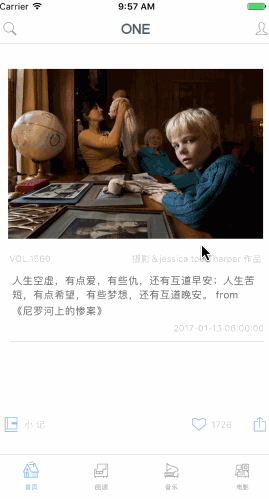 Carrier 9:57 AM
ONE
VOL.1560
摄影＆jessica todd harper 作品
人生空虚，有点爱，有些仇，还有互道早安；人生苦
短，有点希望，有些梦想，还有互道晚安。 from
《尼罗河上的惨案》
2017-01-13 06:00:00
小 记 1726
首页 阅读 音乐 电影